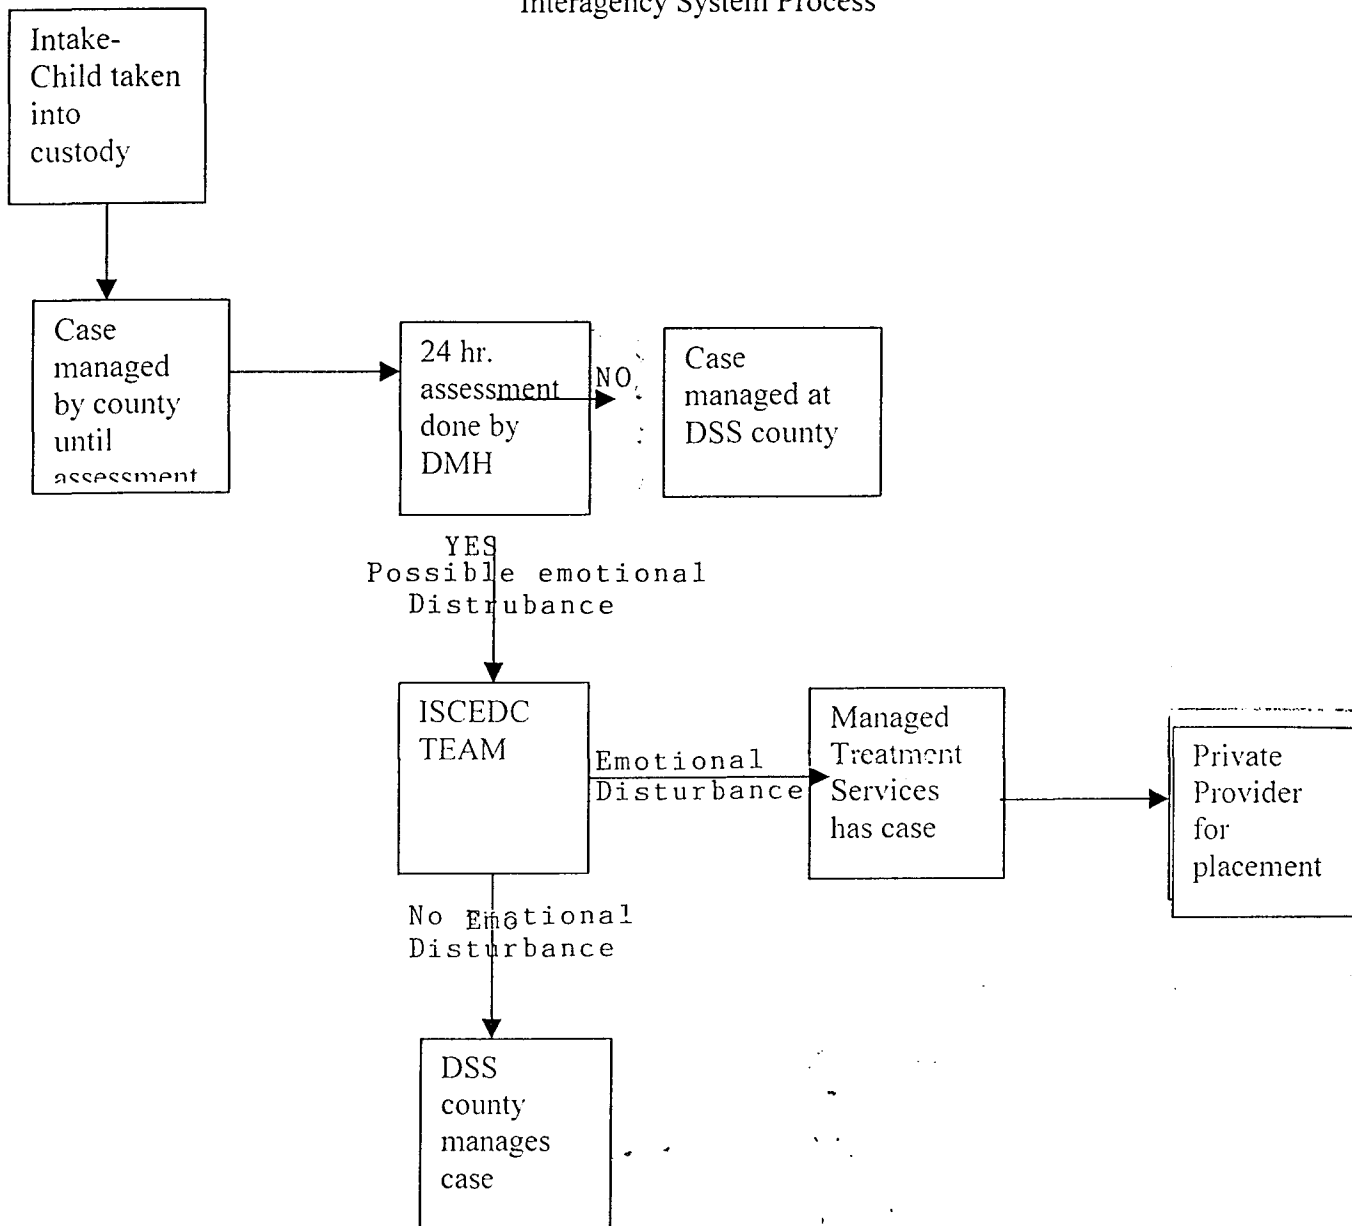 Interagency System Process
Intake-
Child taken
into
custody
Case
managed
by county
until
assessment
24 hr.
assessment
done by
DMH
NO
Case
managed at
DSS county
YES
Possible emotional
Distrubance
ISCEDC
TEAM
Emotional
Disturbance
Managed
Treatment
Services
has case
Private
Provider
for
placement
No Emotional
Disturbance
DSS
county
manages
case